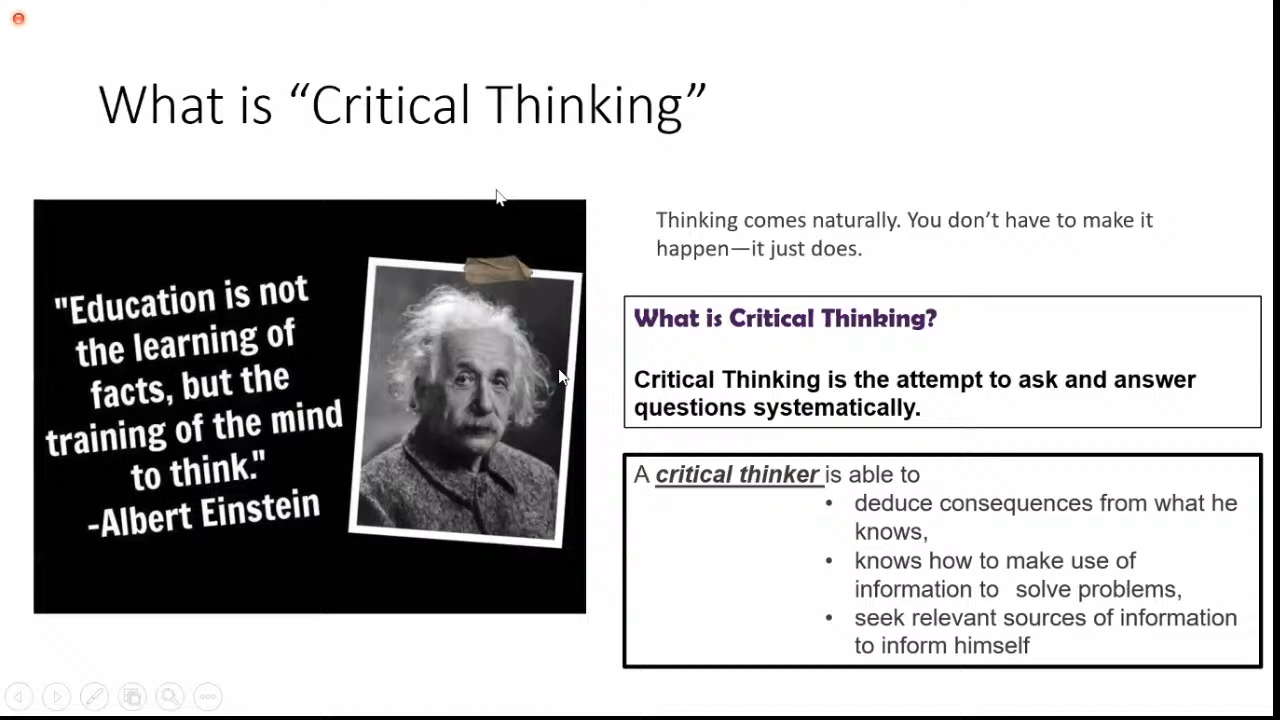 What is “Critical Thinking”
"Education is not
the learning of
facts, but the
training of the mind
to think."
-Albert Einstein
Thinking comes naturally. You don’t have to make it
happen—it just does.
What is Critical Thinking?
Critical Thinking is the attempt to ask and answer
questions systematically.
A critical thinker is able to
• deduce consequences from what he
knows,
• knows how to make use of
information to solve problems,
• seek relevant sources of information
to inform himself